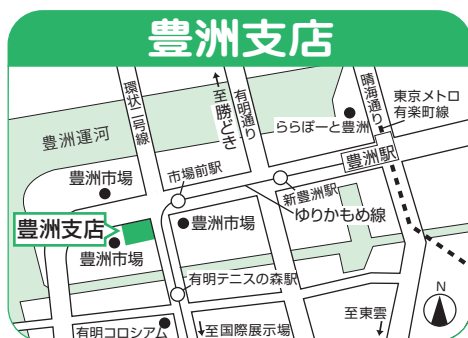 豊洲支店
環状二号線
至勝どき
有明通り
晴海通り
東京メトロ
有楽町線
ららぽーと豊洲
豊洲運河
豊洲駅
市場前駅
豊洲市場
新豊洲駅
ゆりかもめ線
豊洲支店
豊洲市場
豊洲市場
有明テニスの森駅
有明コロシアム
至国際展示場
至東雲
N